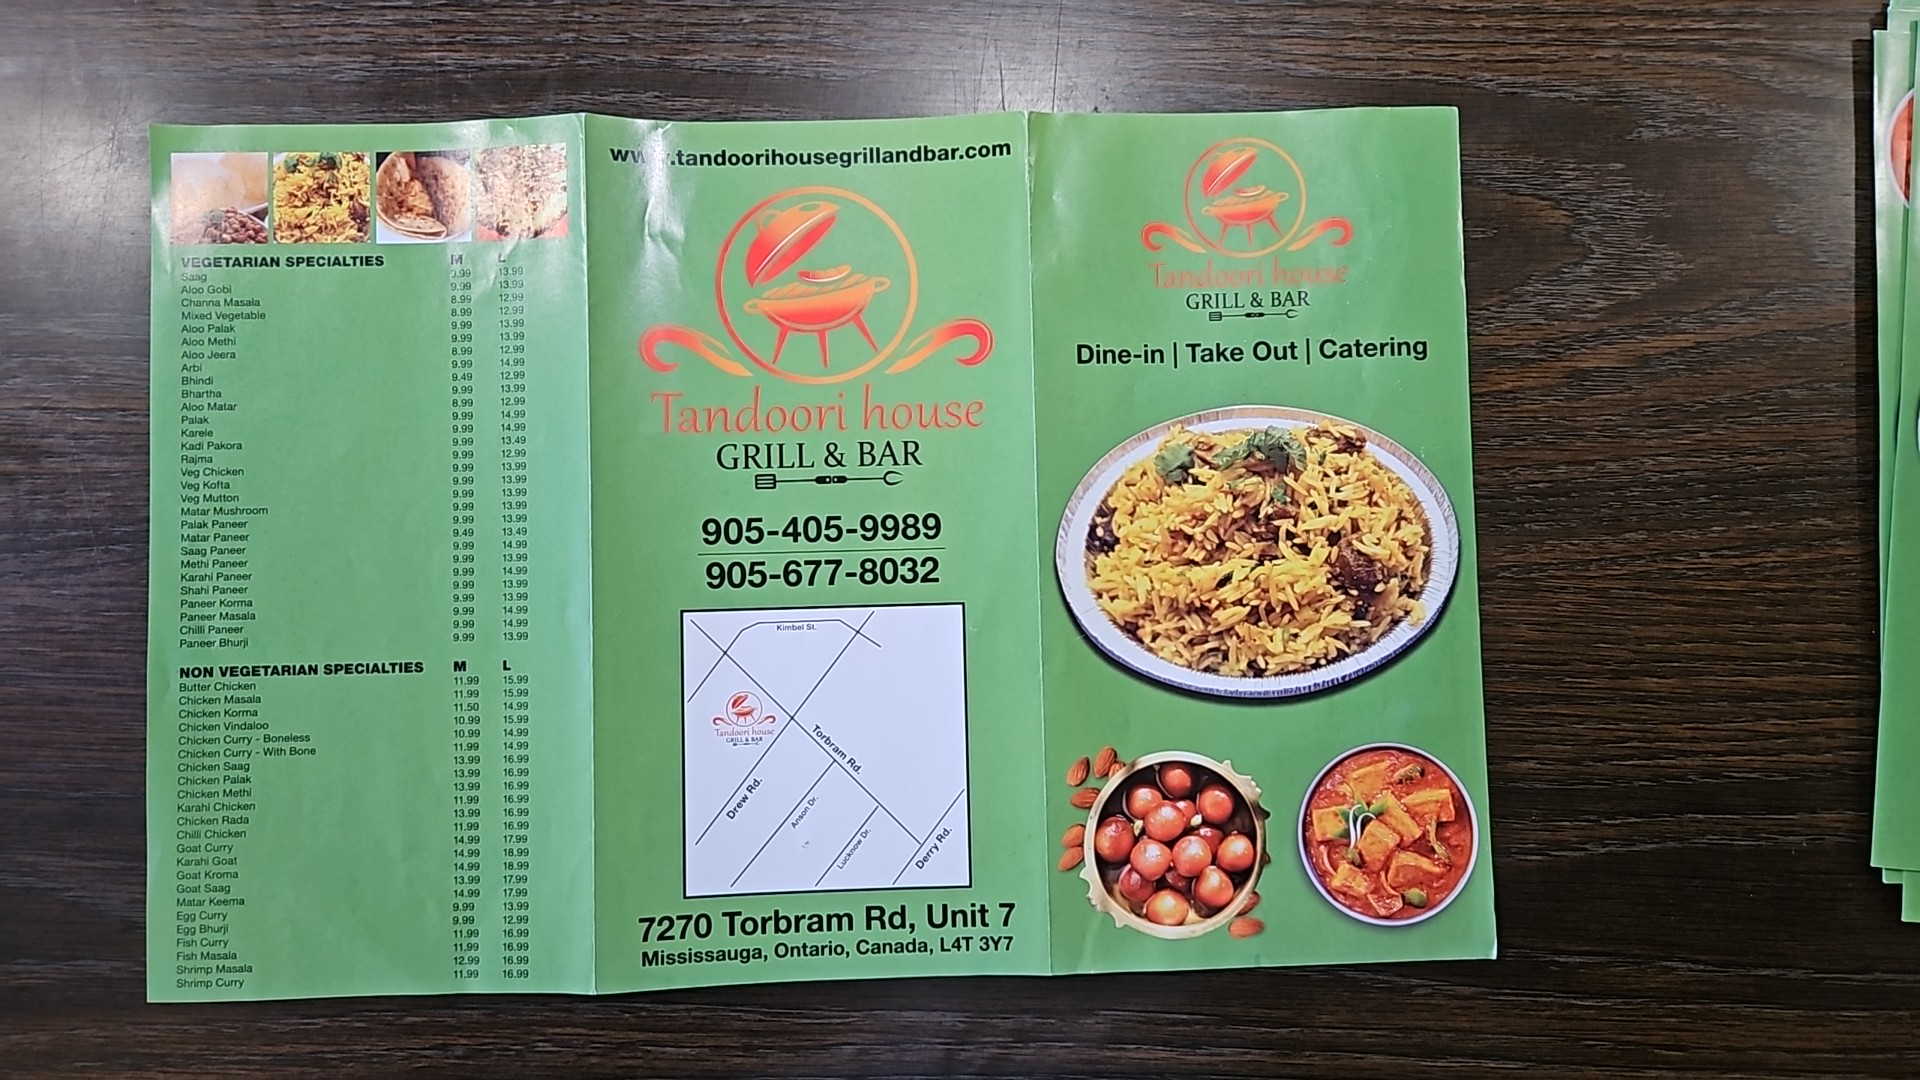 VEGETARIAN SPECIALTIES M L
Saag 9.99 13.99
Aloo Gobi 9.99 13.99
Channa Masala 8.99 12.99
Mixed Vegetable 8.99 12.99
Aloo Palak 9.99 13.99
Aloo Methi 9.99 13.99
Aloo Jeera 8.99 12.99
Arbi 9.99 14.99
Bhindi 9.49 12.99
Bhartha 9.99 13.99
Aloo Matar 8.99 12.99
Palak 9.99 14.99
Karele 9.99 14.99
Kadi Pakora 9.99 13.49
Rajma 9.99 12.99
Veg Chicken 9.99 13.99
Veg Kofta 9.99 13.99
Veg Mutton 9.99 13.99
Matar Mushroom 9.99 13.99
Palak Paneer 9.99 13.99
Matar Paneer 9.49 13.49
Saag Paneer 9.99 14.99
Methi Paneer 9.99 13.99
Karahi Paneer 9.99 14.99
Shahi Paneer 9.99 13.99
Paneer Korma 9.99 13.99
Paneer Masala 9.99 14.99
Chilli Paneer 9.99 14.99
Paneer Bhurji 9.99 13.99
NON VEGETARIAN SPECIALTIES M L
Butter Chicken 11.99 15.99
Chicken Masala 11.99 15.99
Chicken Korma 11.50 14.99
Chicken Vindaloo 10.99 15.99
Chicken Curry - Boneless 10.99 14.99
Chicken Curry - With Bone 11.99 14.99
Chicken Saag 13.99 16.99
Chicken Palak 13.99 16.99
Chicken Methi 13.99 16.99
Karahi Chicken 11.99 16.99
Chicken Rada 13.99 16.99
Chilli Chicken 11.99 16.99
Goat Curry 14.99 17.99
Karahi Goat 14.99 18.99
Goat Kroma 14.99 18.99
Goat Saag 13.99 17.99
Matar Keema 14.99 17.99
Egg Curry 9.99 13.99
Egg Bhurji 9.99 12.99
Fish Curry 11.99 16.99
Fish Masala 11.99 16.99
Shrimp Masala 12.99 16.99
Shrimp Curry 11.99 16.99
www.tandoorihousegrillandbar.com
Tandoori house
GRILL & BAR
905-405-9989
905-677-8032
Kimbel St.
Tandoori house
GRILL & BAR
Torbram Rd.
Drew Rd.
Anson Dr.
Lucknow Dr.
Derry Rd.
7270 Torbram Rd, Unit 7
Mississauga, Ontario, Canada, L4T 3Y7
Tandoori house
GRILL & BAR
Dine-in | Take Out | Catering